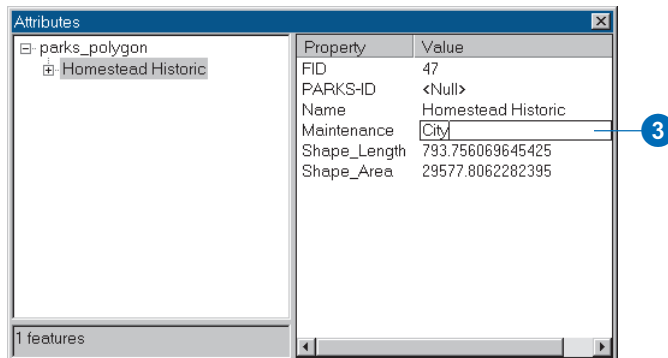 Attributes
parks_polygon
Homestead Historic
1 features
Property Value
FID 47
PARKS-ID <Null>
Name Homestead Historic
Maintenance City
Shape_Length 793.756069645425
Shape_Area 29577.8062282395
3